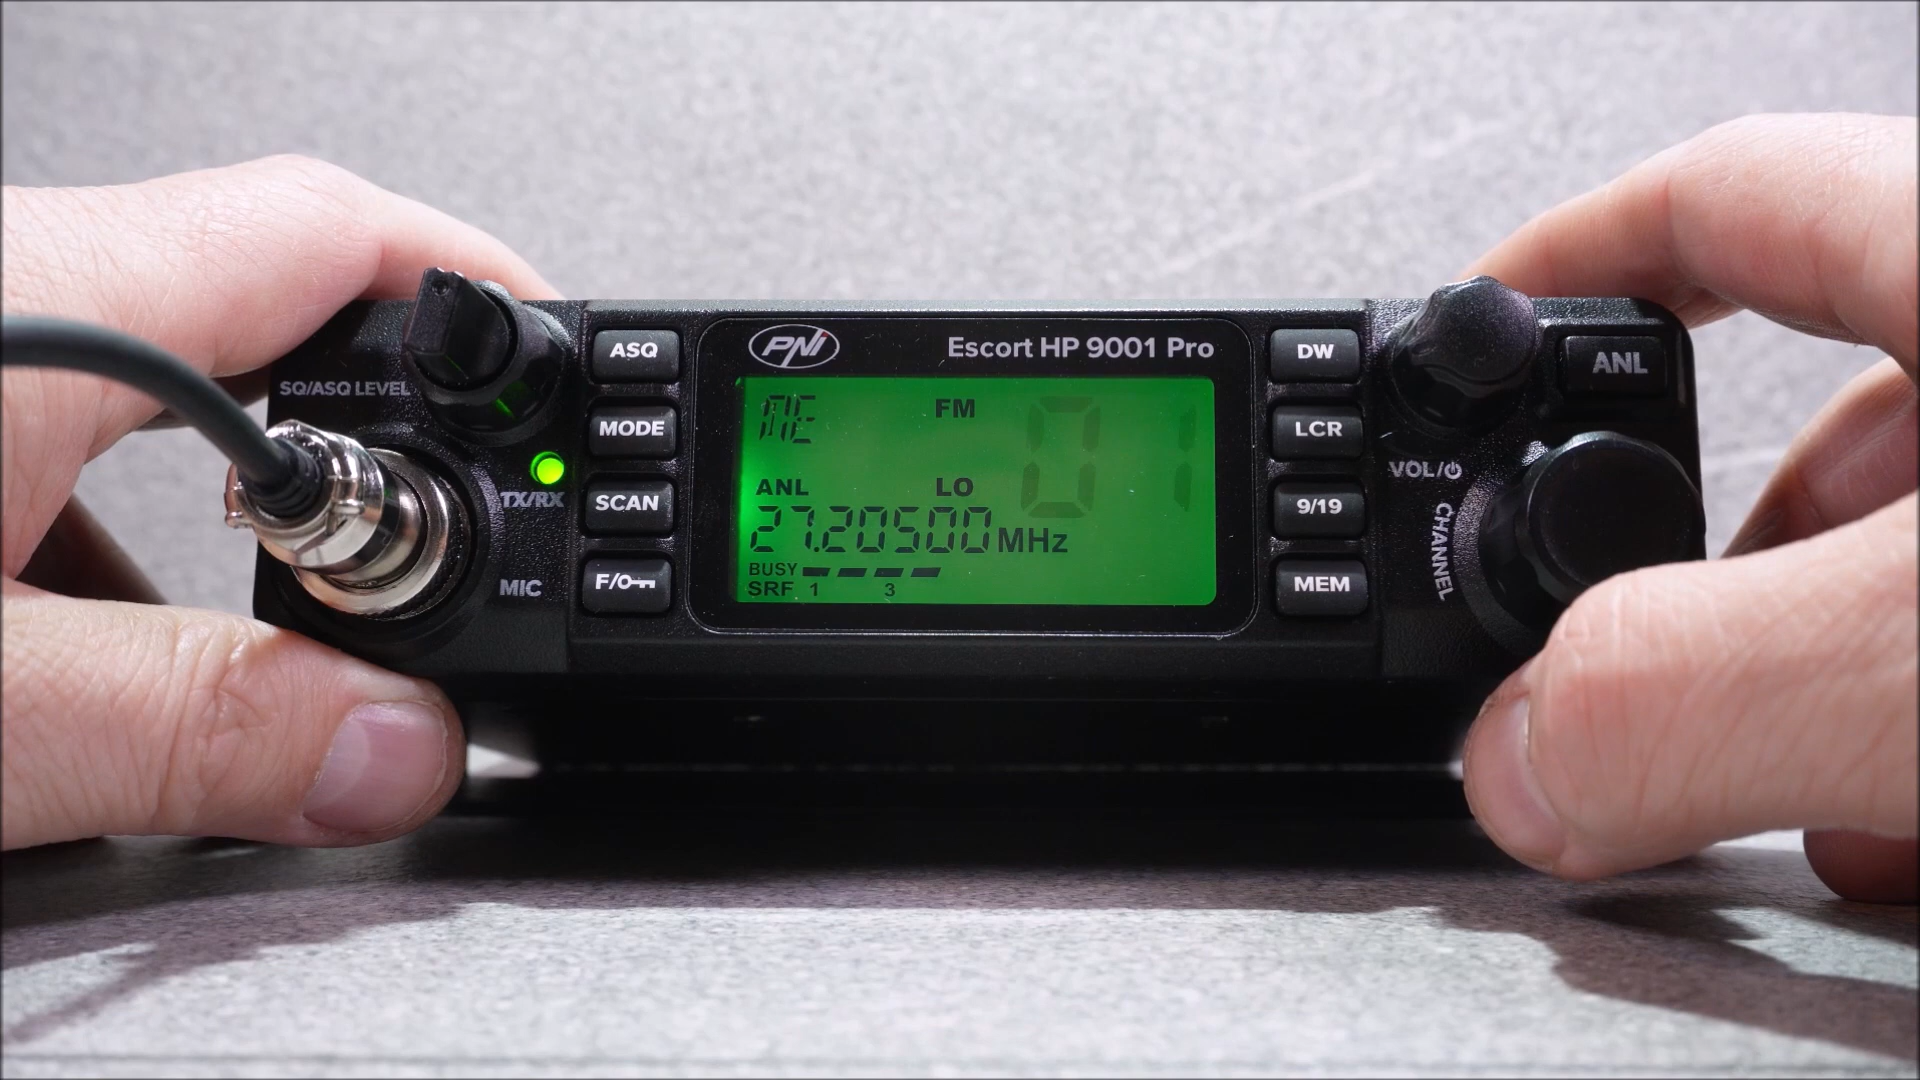 SQ/ASQ LEVEL
TX/RX
MIC
ASQ
MODE
SCAN
F/O
PNI
Escort HP 9001 Pro
ME FM 01
ANL LO
27.20500 MHz
BUSY
SRF 1 3
DW
LCR
9/19
MEM
ANL
VOL/
CHANNEL